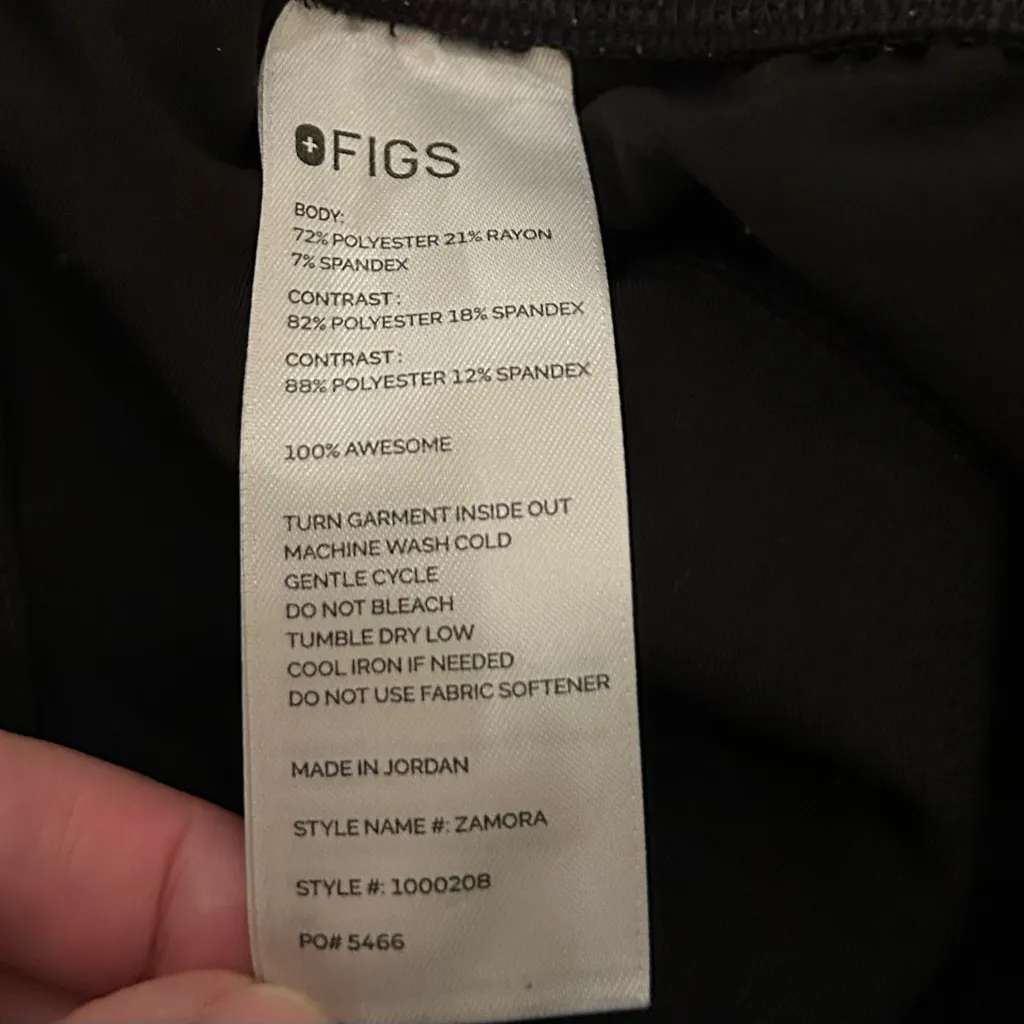 FIGS
BODY:
72% POLYESTER 21% RAYON
7% SPANDEX
CONTRAST :
82% POLYESTER 18% SPANDEX
CONTRAST :
88% POLYESTER 12% SPANDEX
100% AWESOME
TURN GARMENT INSIDE OUT
MACHINE WASH COLD
GENTLE CYCLE
DO NOT BLEACH
TUMBLE DRY LOW
COOL IRON IF NEEDED
DO NOT USE FABRIC SOFTENER
MADE IN JORDAN
STYLE NAME #: ZAMORA
STYLE #: 1000208
PO# 5466